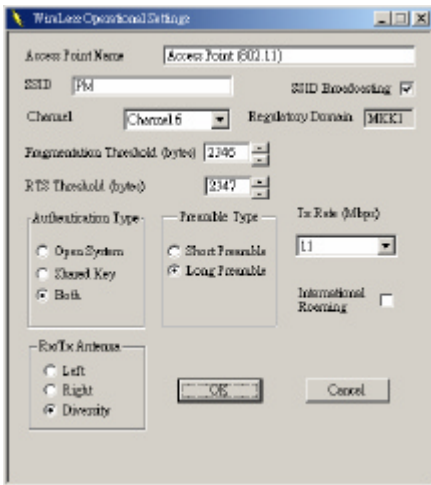 WireLess Operational Settings
Access Point Name Access Point (802.11)
SSID PM SSID Broadcasting
Channel Channel 6 Regulatory Domain MKK1
Fragmentation Threshold (bytes) 2346
RTS Threshold (bytes) 2347
Authentication Type Preamble Type Tx Rate (Mbps)
Open System Short Preamble 11
Shared Key Long Preamble
Both International Roaming
Rx/Tx Antenna
Left
Right OK Cancel
Diversity